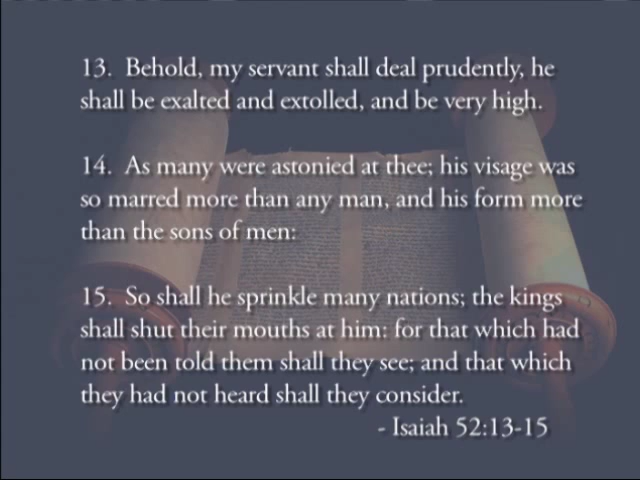 13.  Behold, my servant shall deal prudently, he
shall be exalted and extolled, and be very high.
14.  As many were astonied at thee; his visage was
so marred more than any man, and his form more
than the sons of men:
15.  So shall he sprinkle many nations; the kings
shall shut their mouths at him: for that which had
not been told them shall they see; and that which
they had not heard shall they consider.
- Isaiah 52:13-15